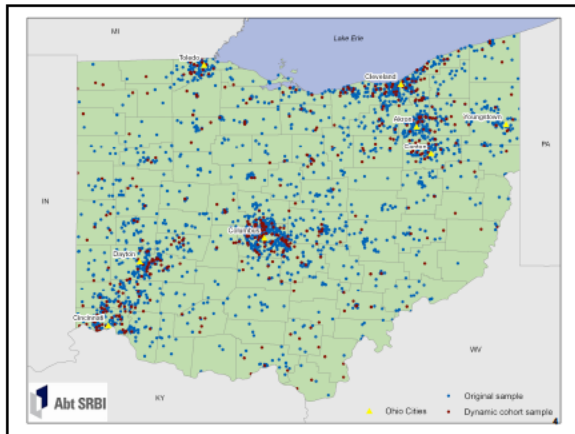 MI
Lake Erie
Toledo
Cleveland
Akron
Youngstown
Canton
PA
IN
Columbus
Dayton
Cincinnati
WV
KY
Abt SRBI
Ohio Cities
Original sample
Dynamic cohort sample
4